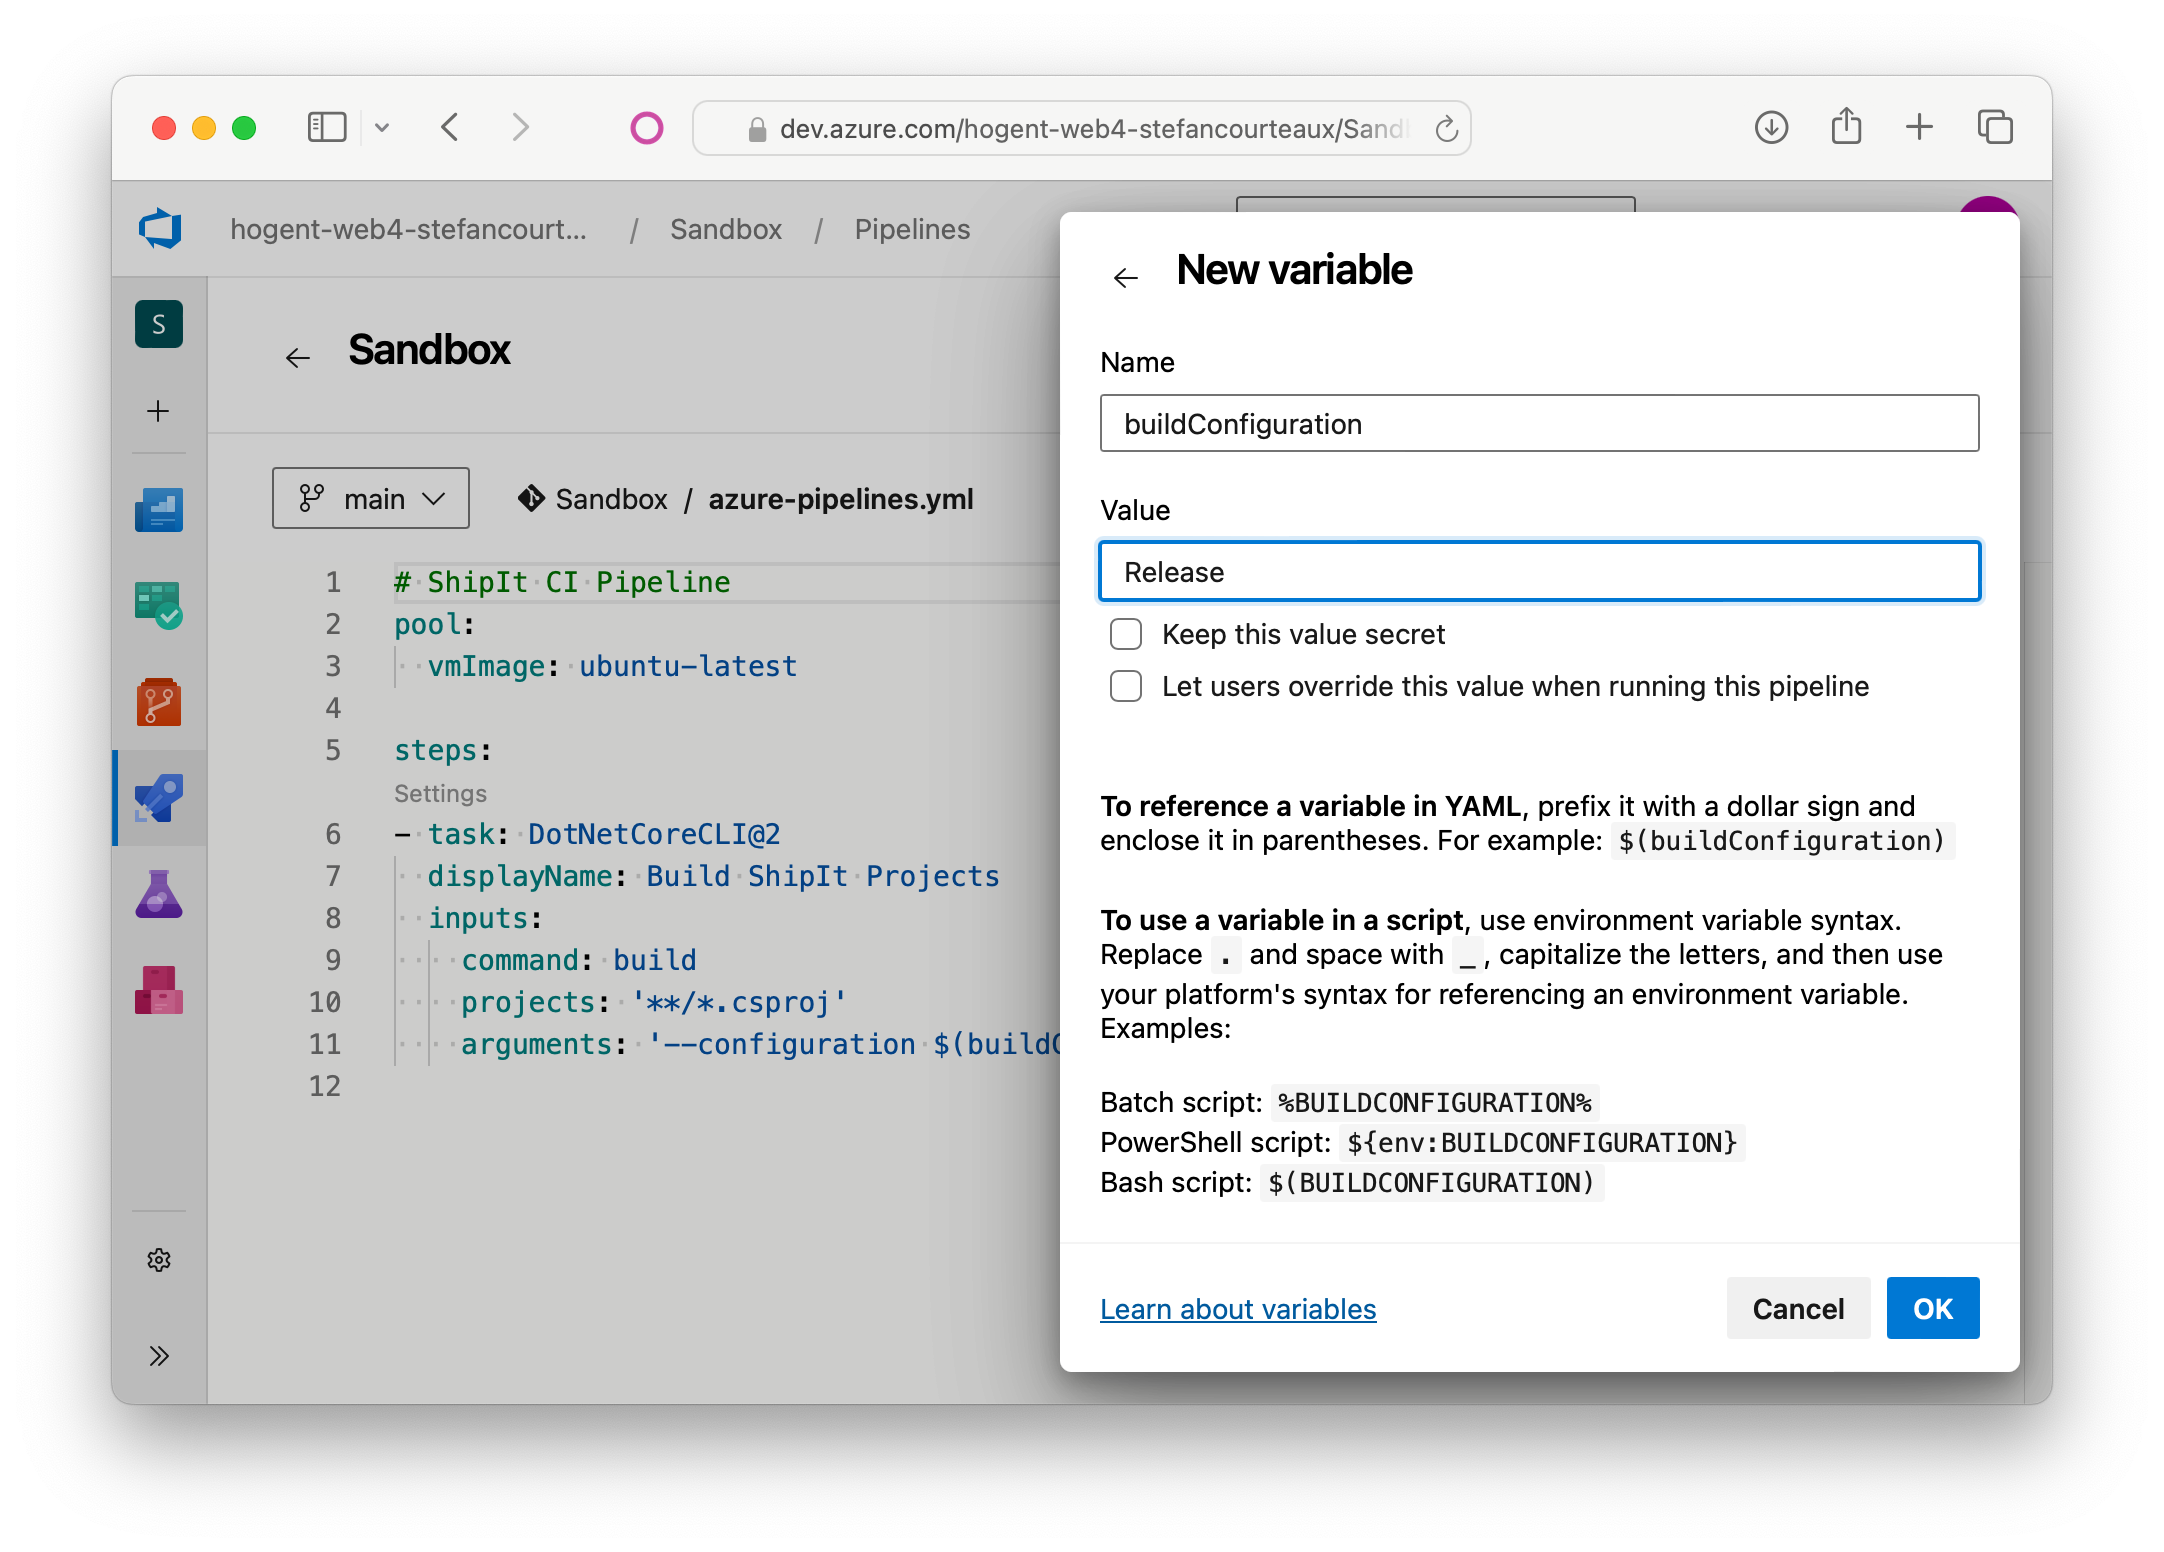 dev.azure.com/hogent-web4-stefancourteaux/Sand
hogent-web4-stefancourt... / Sandbox / Pipelines
S
Sandbox
main
Sandbox / azure-pipelines.yml
1 # ShipIt CI Pipeline
2 pool:
3 vmImage: ubuntu-latest
4
5 steps:
Settings
6 - task: DotNetCoreCLI@2
7 displayName: Build ShipIt Projects
8 inputs:
9 command: build
10 projects: '**/*.csproj'
11 arguments: '--configuration $(buildC
12
New variable
Name
buildConfiguration
Value
Release
Keep this value secret
Let users override this value when running this pipeline
To reference a variable in YAML, prefix it with a dollar sign and
enclose it in parentheses. For example: $(buildConfiguration)
To use a variable in a script, use environment variable syntax.
Replace . and space with _, capitalize the letters, and then use
your platform's syntax for referencing an environment variable.
Examples:
Batch script: %BUILDCONFIGURATION%
PowerShell script: ${env:BUILDCONFIGURATION}
Bash script: $(BUILDCONFIGURATION)
Learn about variables
Cancel
OK